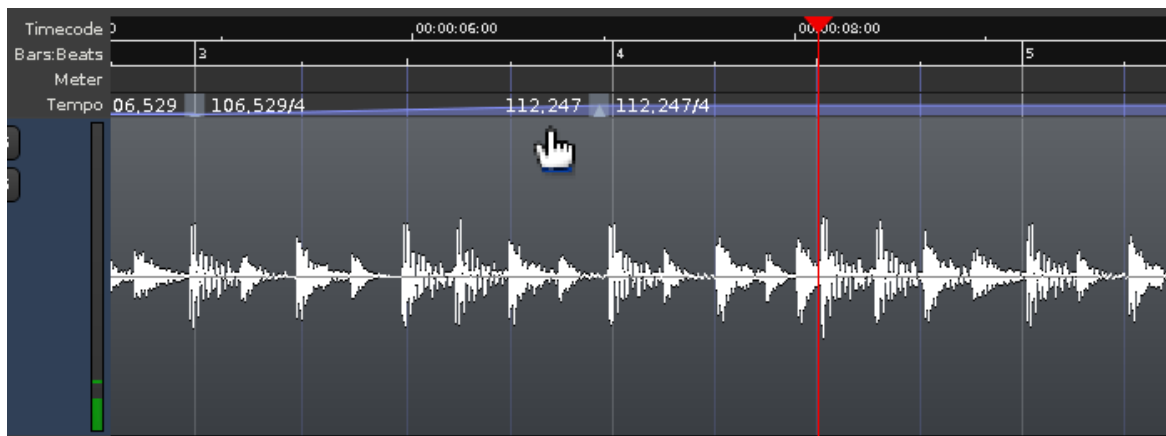 Timecode 00:00:06:00 00:00:08:00
Bars:Beats 3 4 5
Meter
Tempo 06,529 106,529/4 112,247 112,247/4